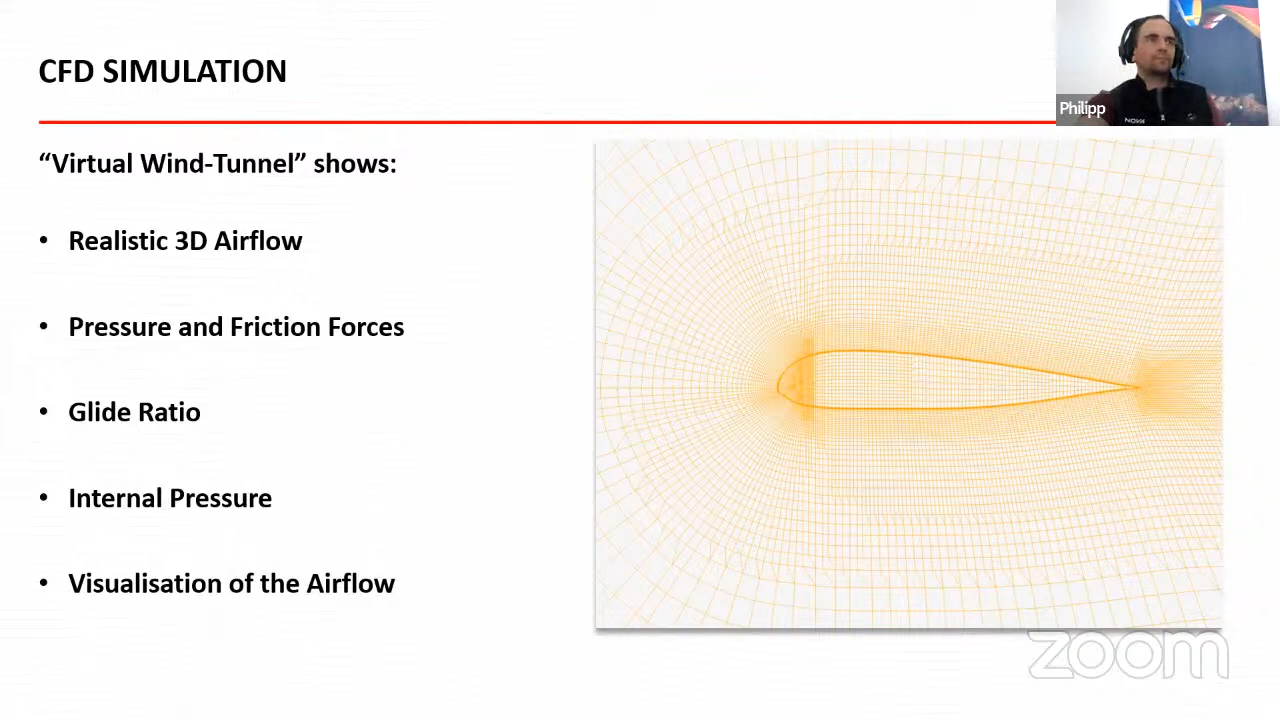 CFD SIMULATION
Philipp
“Virtual Wind-Tunnel” shows:
• Realistic 3D Airflow
• Pressure and Friction Forces
• Glide Ratio
• Internal Pressure
• Visualisation of the Airflow
zoom